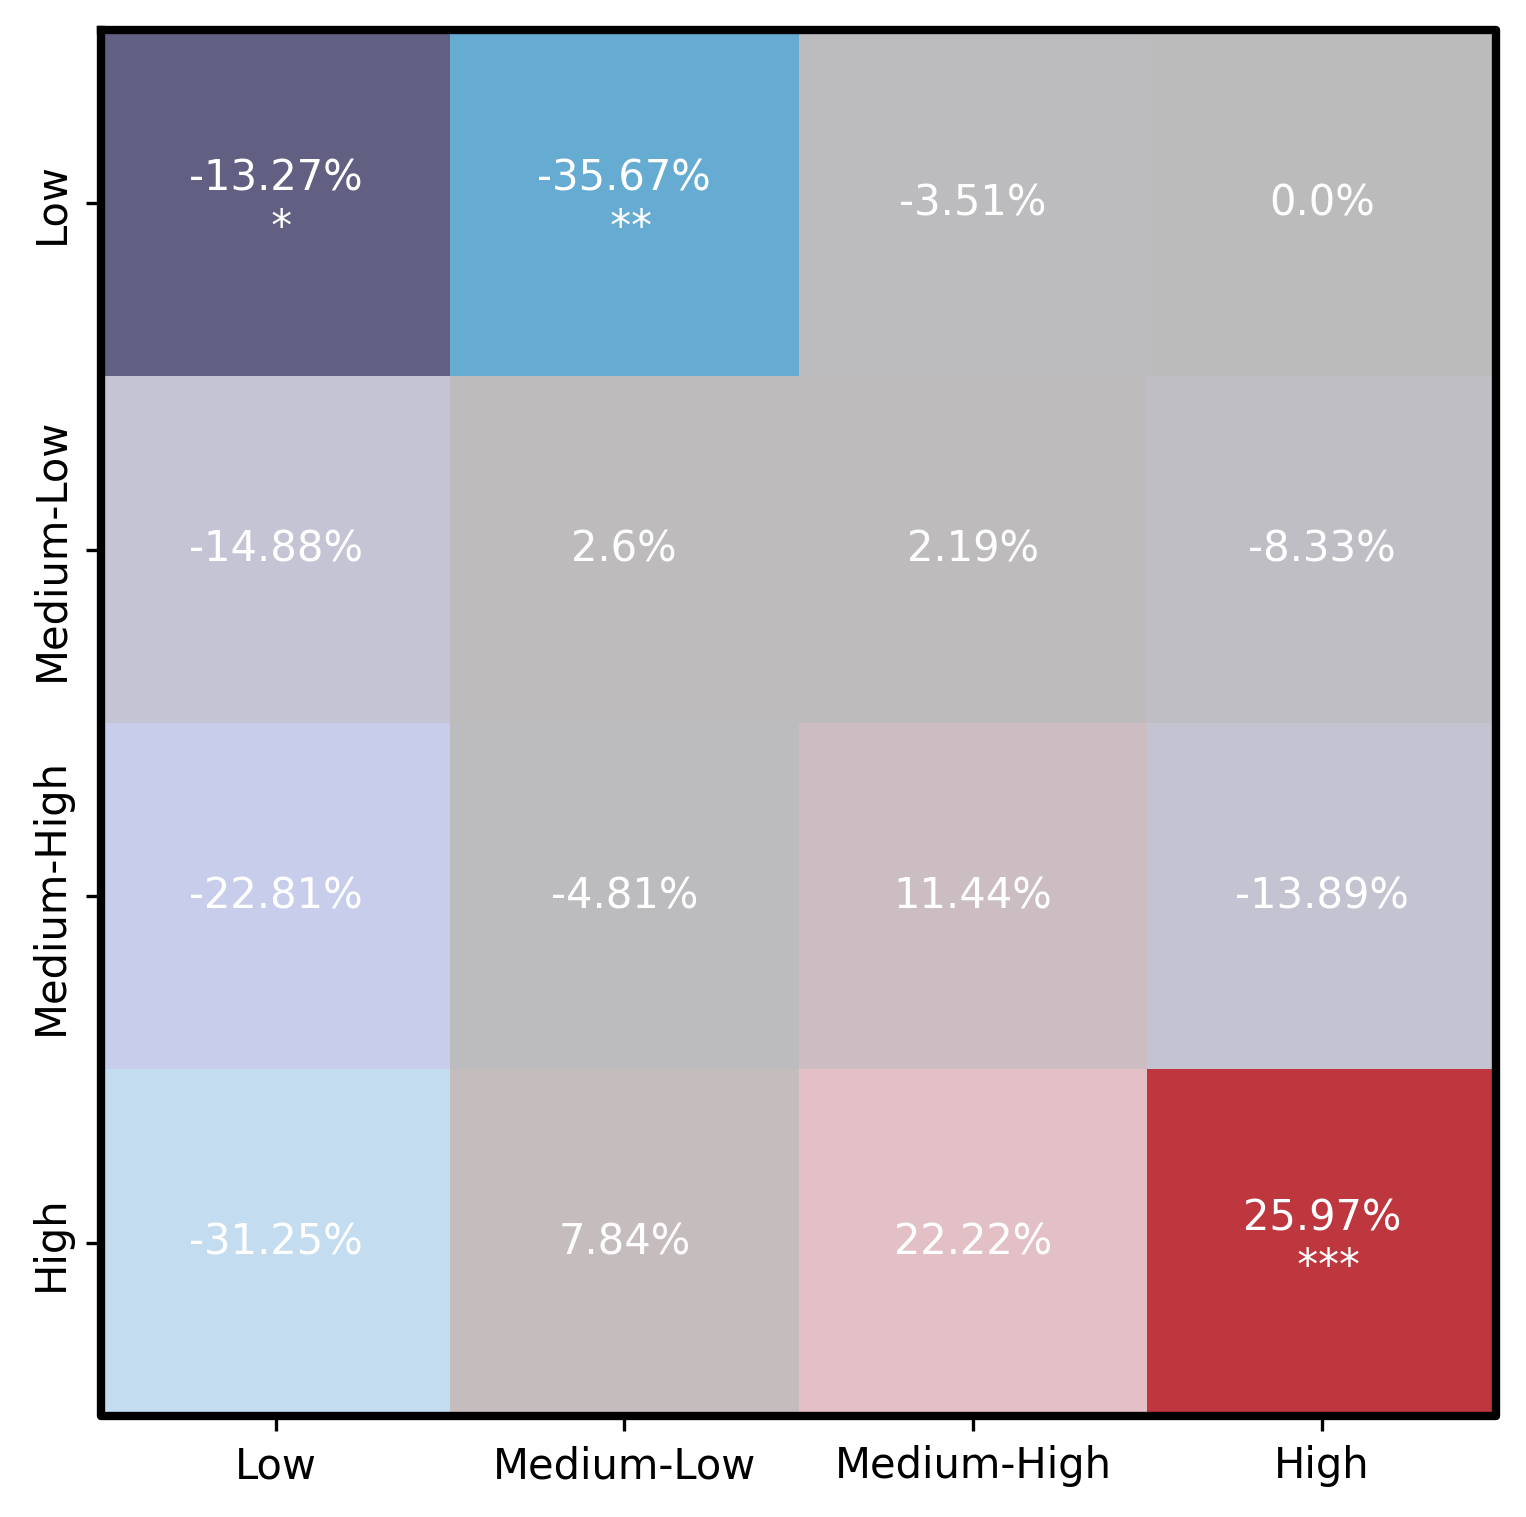 Low
-13.27%
*
-35.67%
**
-3.51%
0.0%
Medium-Low
-14.88%
2.6%
2.19%
-8.33%
Medium-High
-22.81%
-4.81%
11.44%
-13.89%
High
-31.25%
7.84%
22.22%
25.97%
***
Low
Medium-Low
Medium-High
High